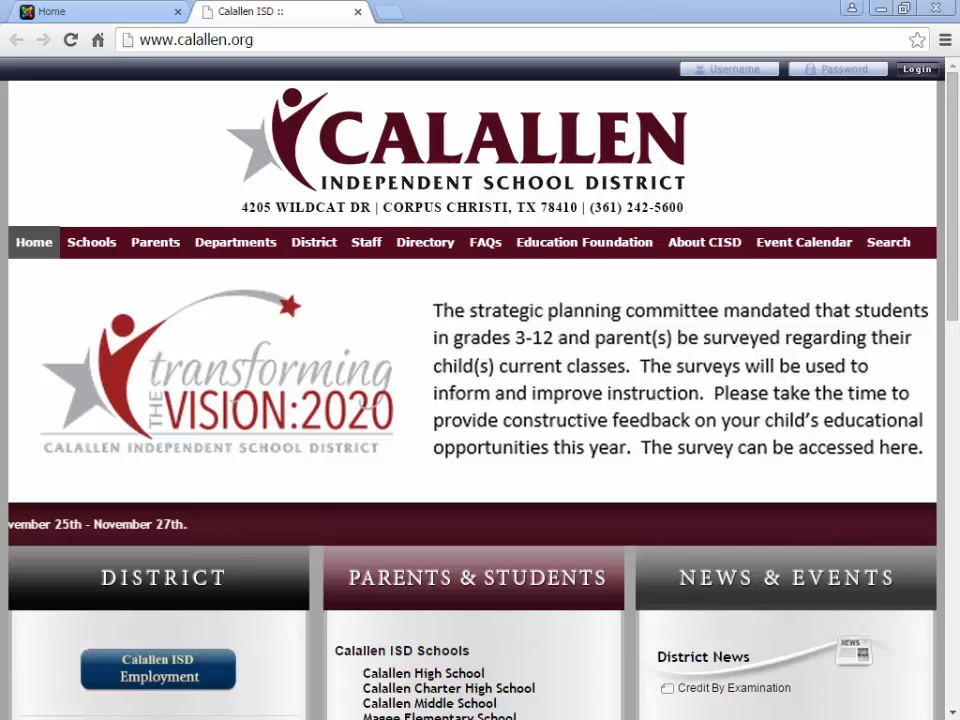 Home
Calallen ISD ::
www.calallen.org
Username
Password
Login
CALALLEN
INDEPENDENT SCHOOL DISTRICT
4205 WILDCAT DR | CORPUS CHRISTI, TX 78410 | (361) 242-5600
Home Schools Parents Departments District Staff Directory FAQs Education Foundation About CISD Event Calendar Search
transforming
THE VISION:2020
CALALLEN INDEPENDENT SCHOOL DISTRICT
The strategic planning committee mandated that students
in grades 3-12 and parent(s) be surveyed regarding their
child(s) current classes. The surveys will be used to
inform and improve instruction. Please take the time to
provide constructive feedback on your child's educational
opportunities this year. The survey can be accessed here.
vember 25th - November 27th.
DISTRICT
PARENTS & STUDENTS
NEWS & EVENTS
Calallen ISD
Employment
Calallen ISD Schools
Calallen High School
Calallen Charter High School
Calallen Middle School
Magee Elementary School
District News
NEWS
Credit By Examination